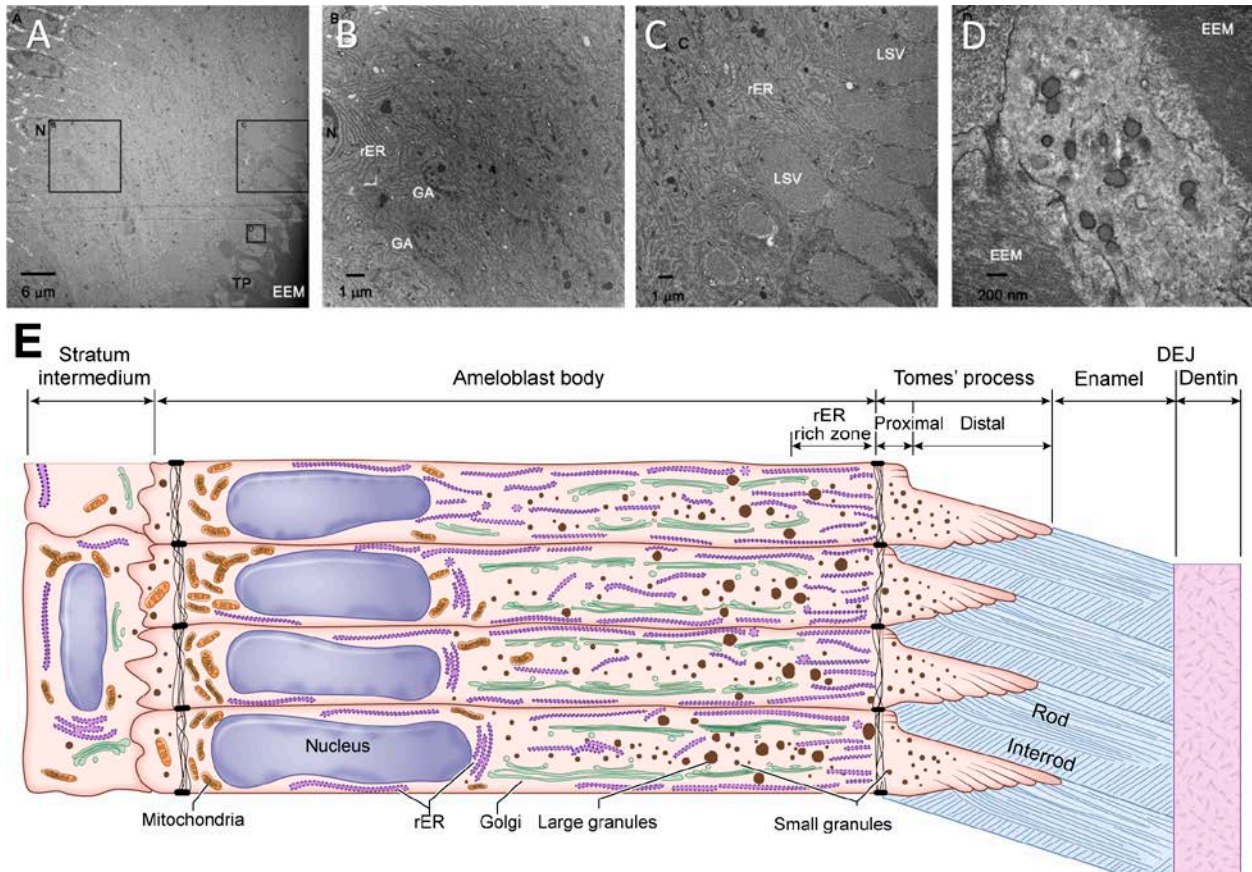 A
A
N
B
C
D
TP
EEM
6 µm
B
B
N
rER
GA
GA
1 µm
C
C
LSV
rER
LSV
1 µm
D
EEM
EEM
200 nm
E
Stratum
intermedium
Ameloblast body
Tomes’ process
Enamel
DEJ
Dentin
rER
rich zone
Proximal
Distal
Nucleus
Rod
Interrod
Mitochondria
rER
Golgi
Large granules
Small granules